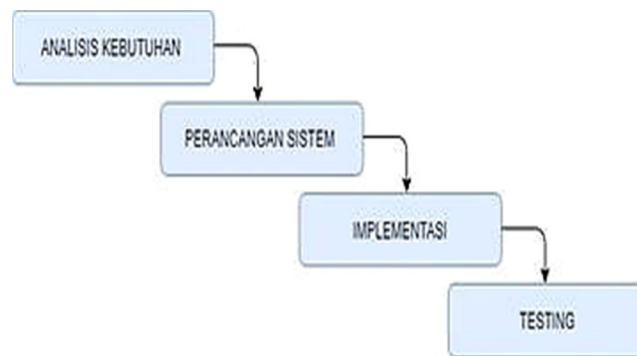 ANALISIS KEBUTUHAN
PERANCANGAN SISTEM
IMPLEMENTASI
TESTING